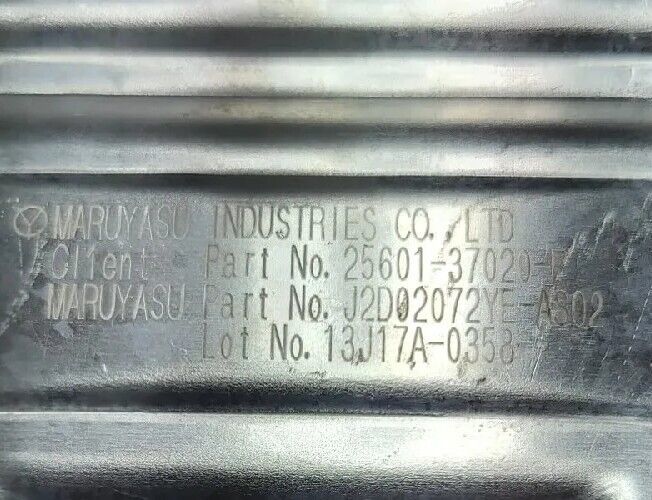 MARUYASU INDUSTRIES CO. LTD
Client Part No. 25601-37020-
MARUYASU Part No. J2D02072YE-AS02
Lot No. 13J17A-0358